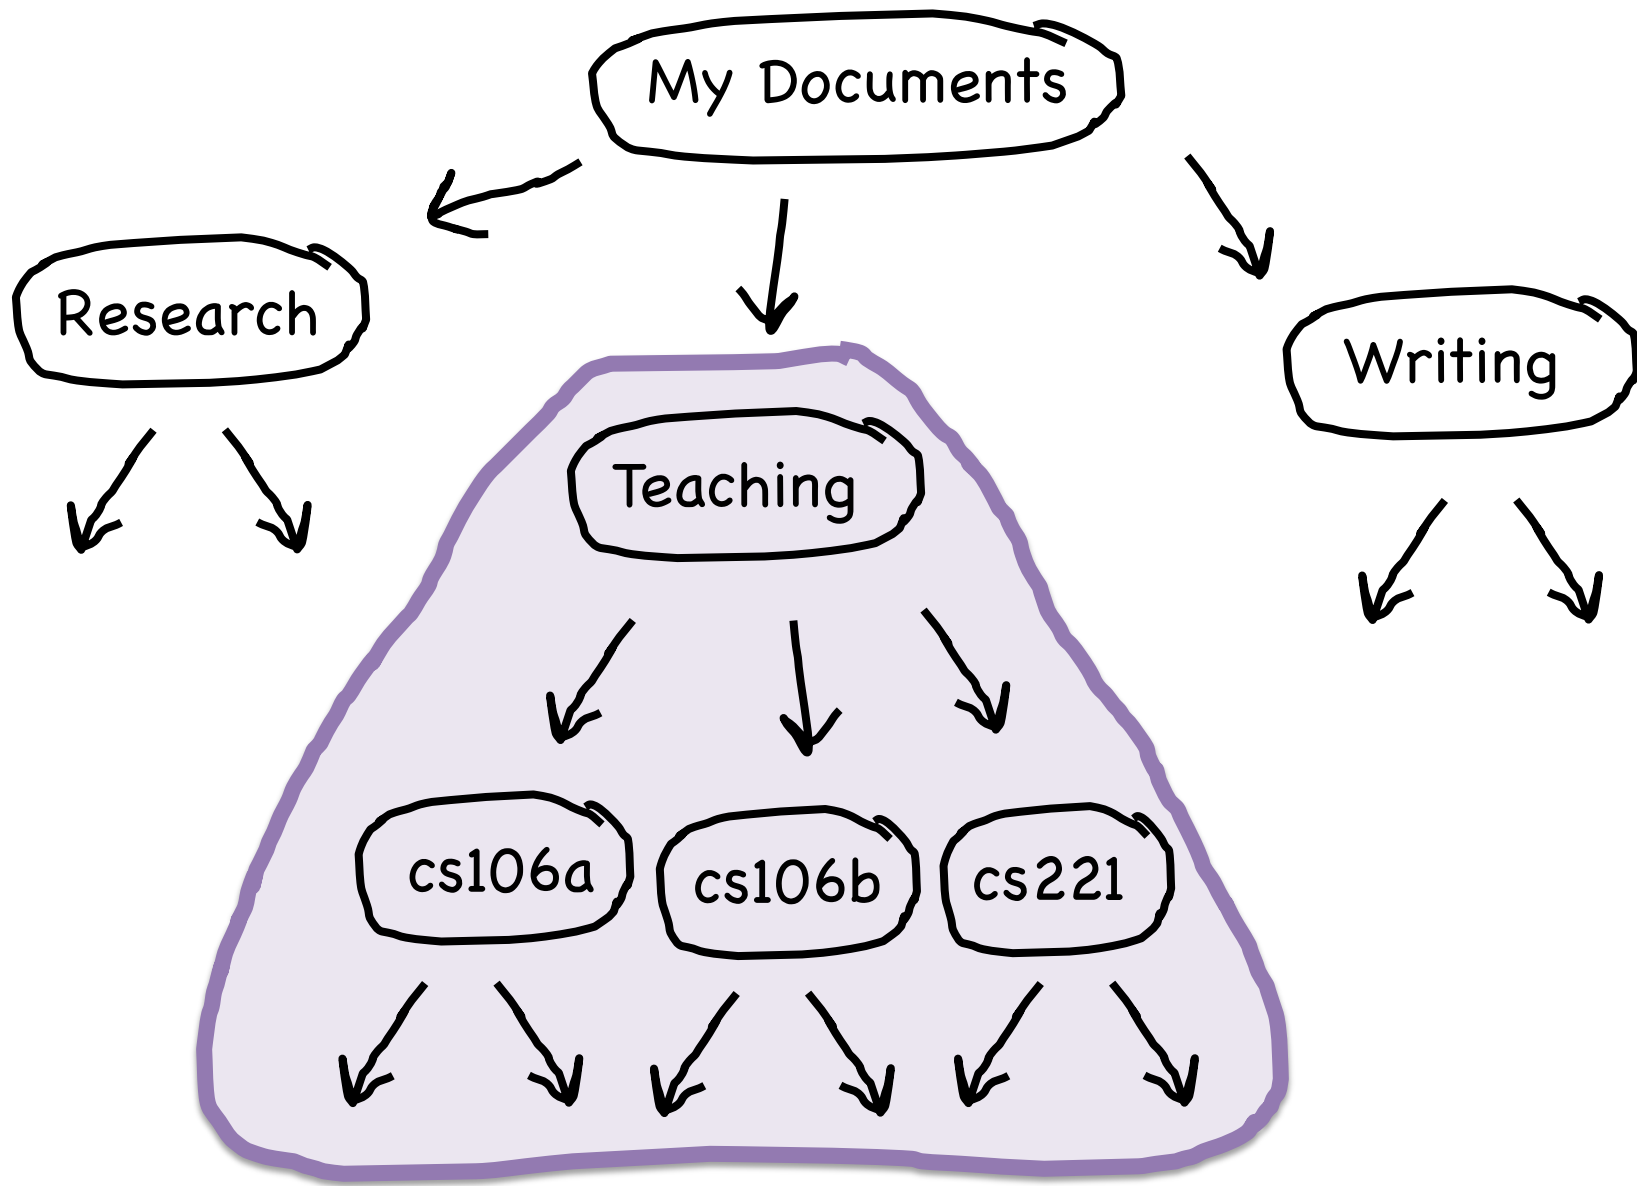 My Documents
Research
Writing
Teaching
cs106a
cs106b
cs221